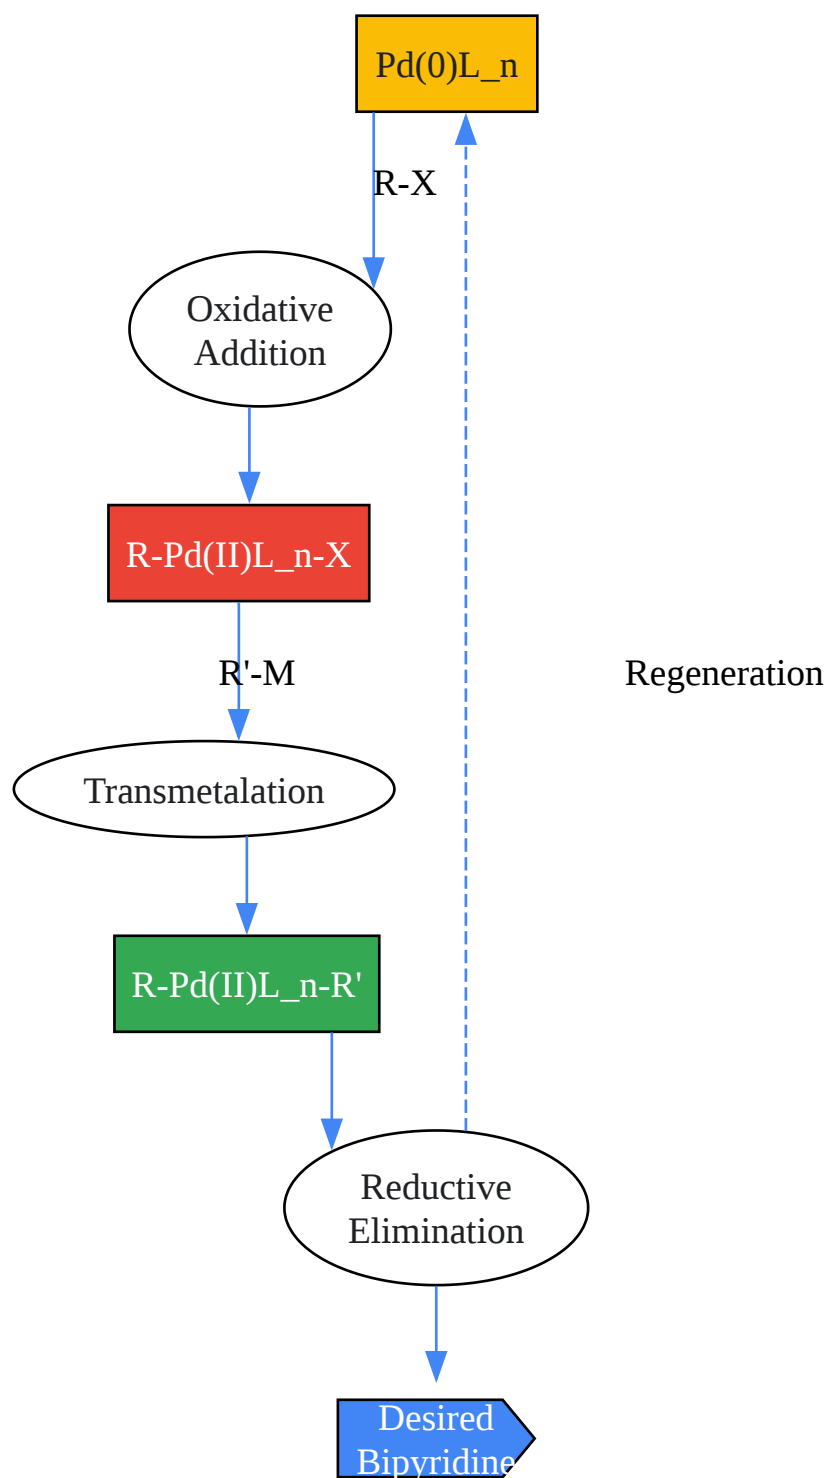 Pd(0)L_n
R-X
Oxidative
Addition
R-Pd(II)L_n-X
R'-M
Regeneration
Transmetalation
R-Pd(II)L_n-R'
Reductive
Elimination
Desired
Bipyridine